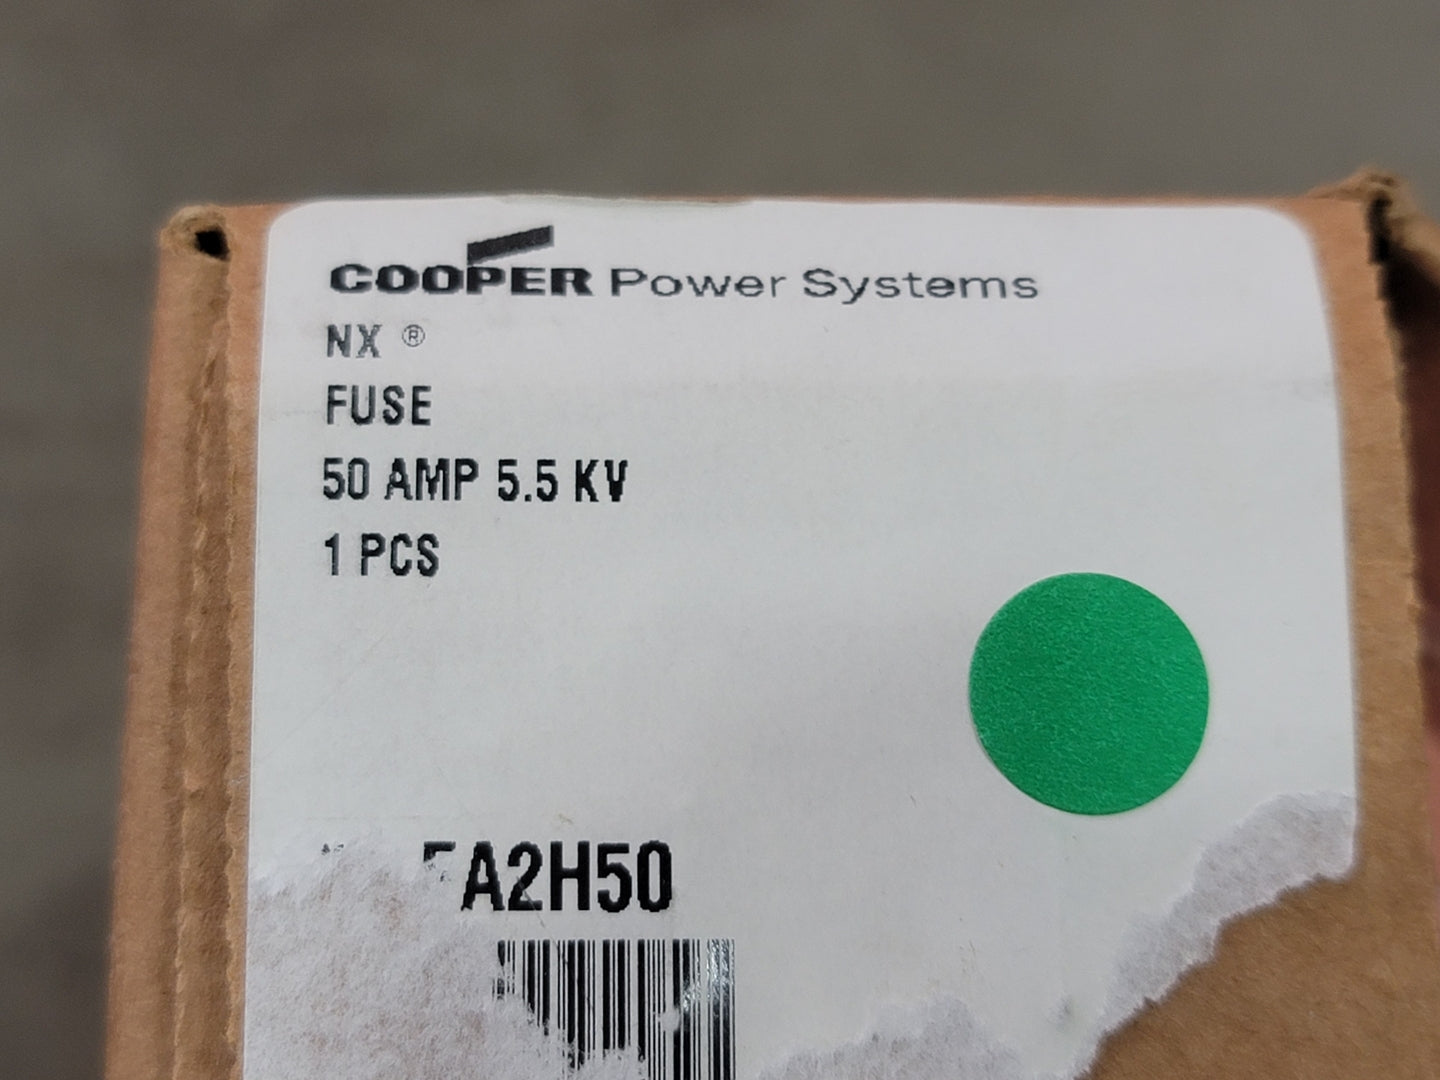 COOPER Power Systems
NX ®
FUSE
50 AMP 5.5 KV
1 PCS
A2H50